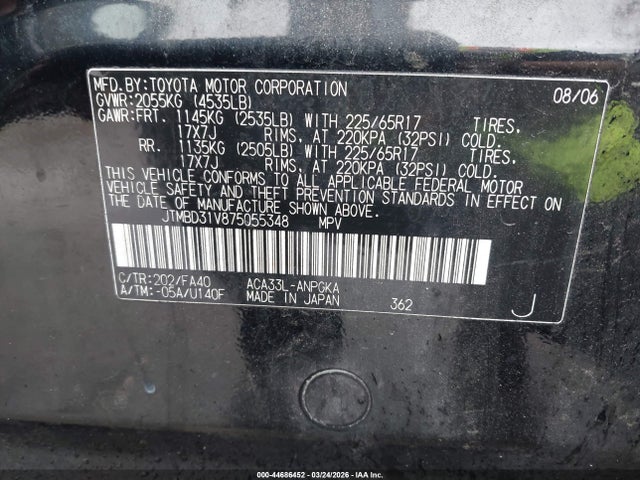 MFD.BY:TOYOTA MOTOR CORPORATION 08/06
GVWR:2055KG (4535LB)
GAWR:FRT. 1145KG (2535LB) WITH 225/65R17 TIRES,
17X7J RIMS, AT 220KPA (32PSI) COLD.
RR. 1135KG (2505LB) WITH 225/65R17 TIRES,
17X7J RIMS, AT 220KPA (32PSI) COLD.
THIS VEHICLE CONFORMS TO ALL APPLICABLE FEDERAL MOTOR
VEHICLE SAFETY AND THEFT PREVENTION STANDARDS IN EFFECT ON
THE DATE OF MANUFACTURE SHOWN ABOVE.
JTMBD31V875055348 MPV
C/TR:202/FA40 ACA33L-ANPGKA
A/TM:-05A/U140F MADE IN JAPAN 362 J
000-44686452 - 03/24/2026 - IAA Inc.